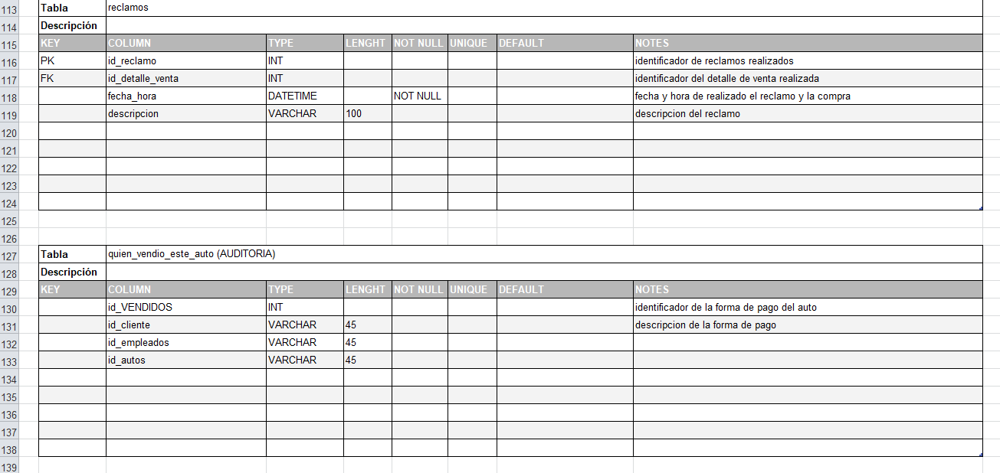 113 Tabla reclamos
114 Descripción
115 KEY COLUMN TYPE LENGHT NOT NULL UNIQUE DEFAULT NOTES
116 PK id_reclamo INT identificador de reclamos realizados
117 FK id_detalle_venta INT identificador del detalle de venta realizada
118 fecha_hora DATETIME NOT NULL fecha y hora de realizado el reclamo y la compra
119 descripcion VARCHAR 100 descripcion del reclamo
120
121
122
123
124
125
126
127 Tabla quien_vendio_este_auto (AUDITORIA)
128 Descripción
129 KEY COLUMN TYPE LENGHT NOT NULL UNIQUE DEFAULT NOTES
130 id_VENDIDOS INT identificador de la forma de pago del auto
131 id_cliente VARCHAR 45 descripcion de la forma de pago
132 id_empleados VARCHAR 45
133 id_autos VARCHAR 45
134
135
136
137
138
139